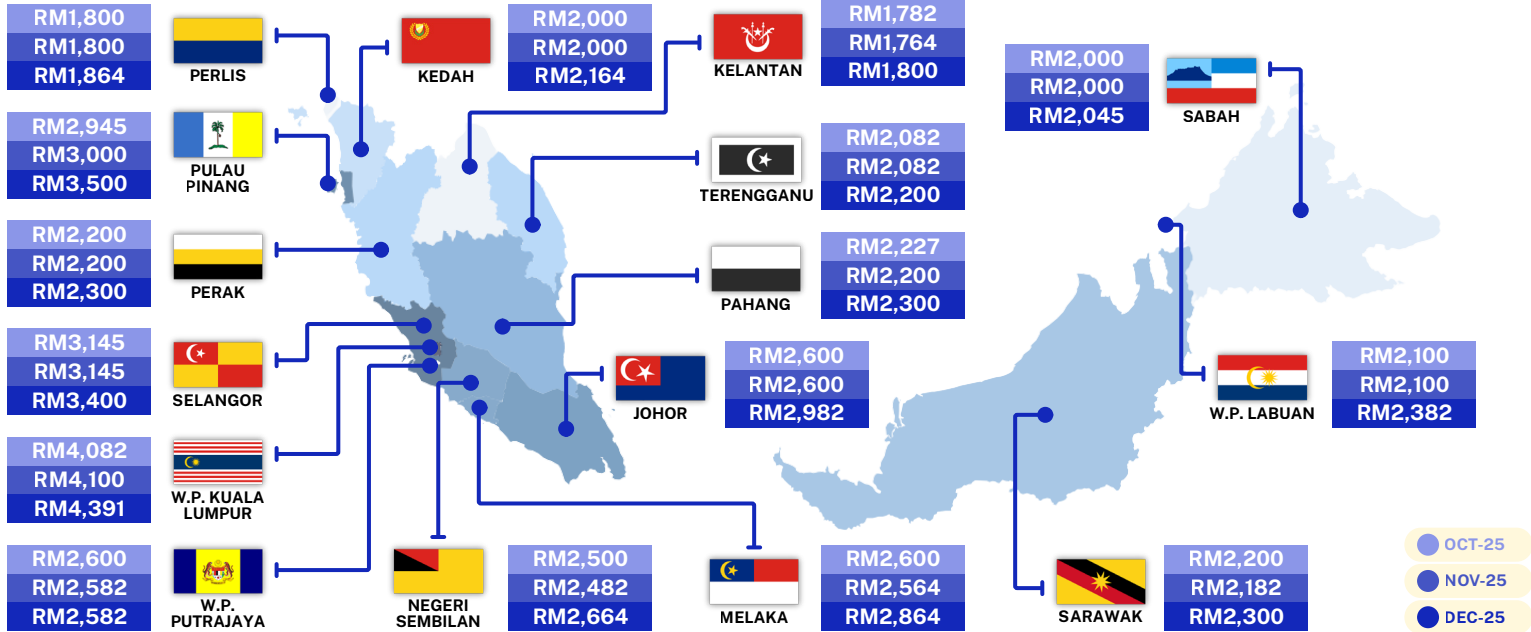 RM1,800
RM1,800
RM1,864
PERLIS
KEDAH
RM2,000
RM2,000
RM2,164
KELANTAN
RM1,782
RM1,764
RM1,800
RM2,000
RM2,000
RM2,045
SABAH
RM2,945
RM3,000
RM3,500
PULAU
PINANG
TERENGGANU
RM2,082
RM2,082
RM2,200
RM2,200
RM2,200
RM2,300
PERAK
PAHANG
RM2,227
RM2,200
RM2,300
RM3,145
RM3,145
RM3,400
SELANGOR
JOHOR
RM2,600
RM2,600
RM2,982
W.P. LABUAN
RM2,100
RM2,100
RM2,382
RM4,082
RM4,100
RM4,391
W.P. KUALA
LUMPUR
RM2,600
RM2,582
RM2,582
W.P.
PUTRAJAYA
NEGERI
SEMBILAN
RM2,500
RM2,482
RM2,664
MELAKA
RM2,600
RM2,564
RM2,864
SARAWAK
RM2,200
RM2,182
RM2,300
OCT-25
NOV-25
DEC-25